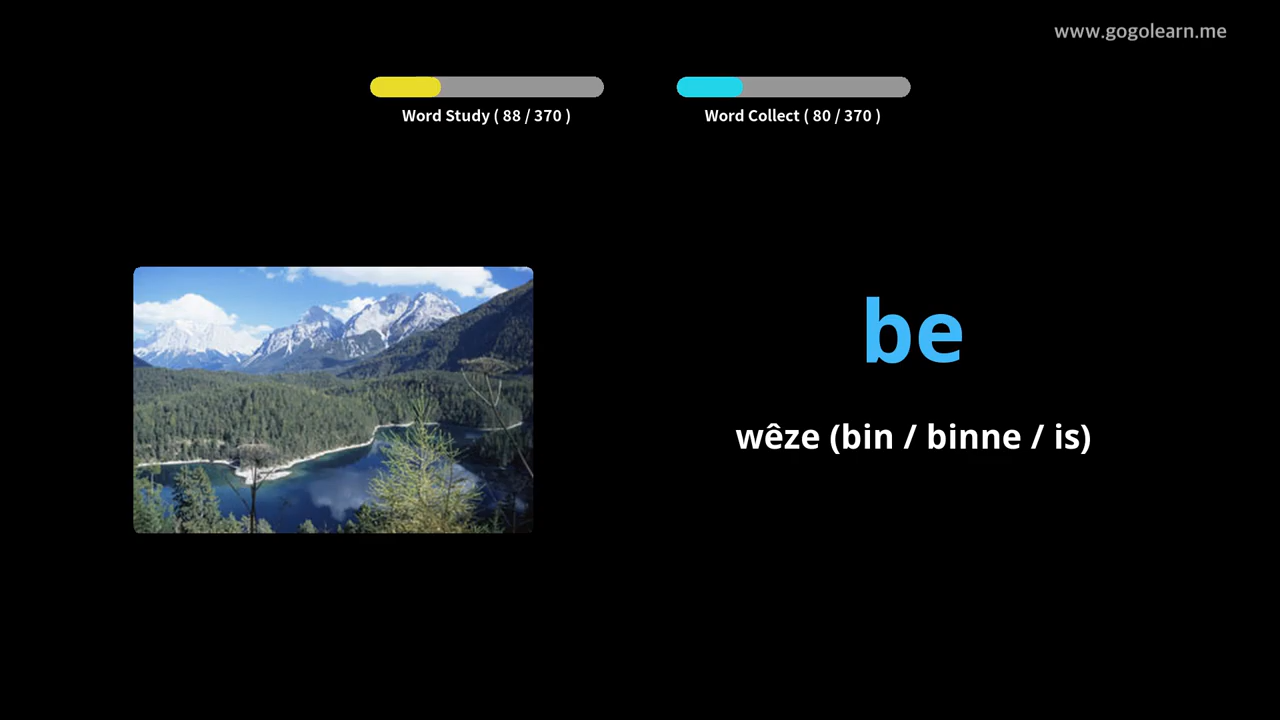 www.gogolearn.me
Word Study ( 88 / 370 )
Word Collect ( 80 / 370 )
be
wêze (bin / binne / is)